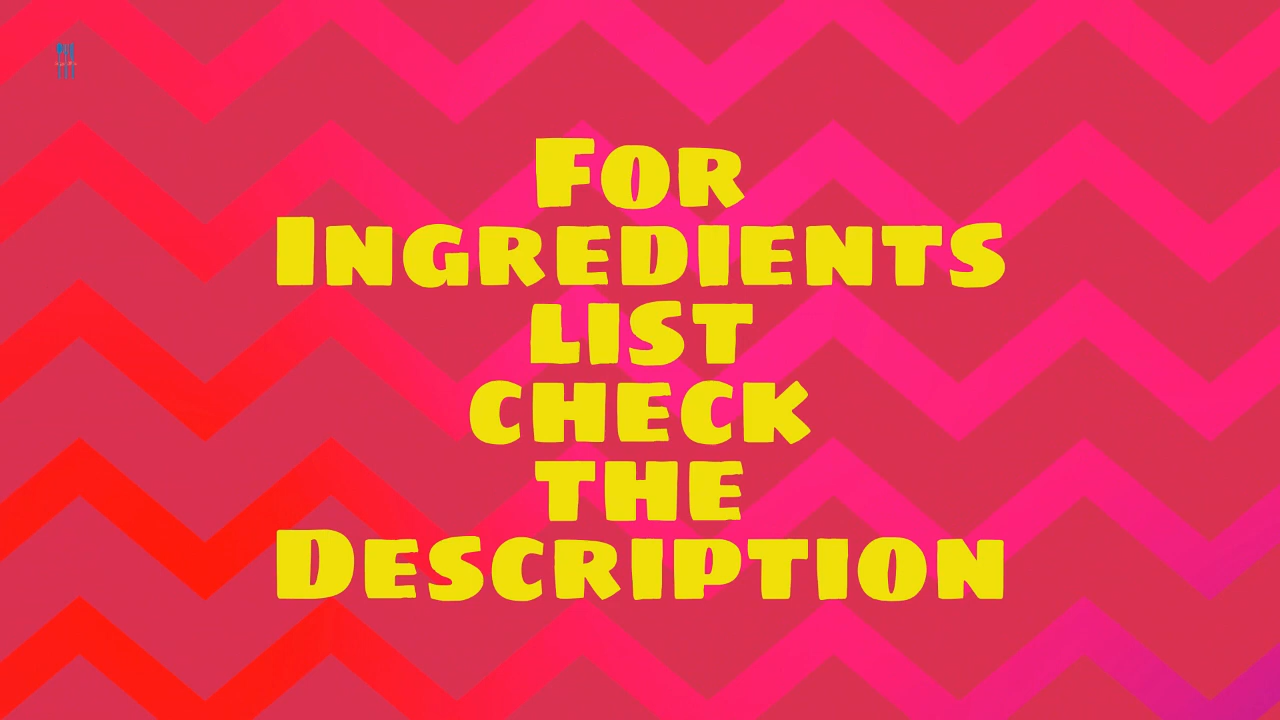 For
Ingredients
list
check
the
Description